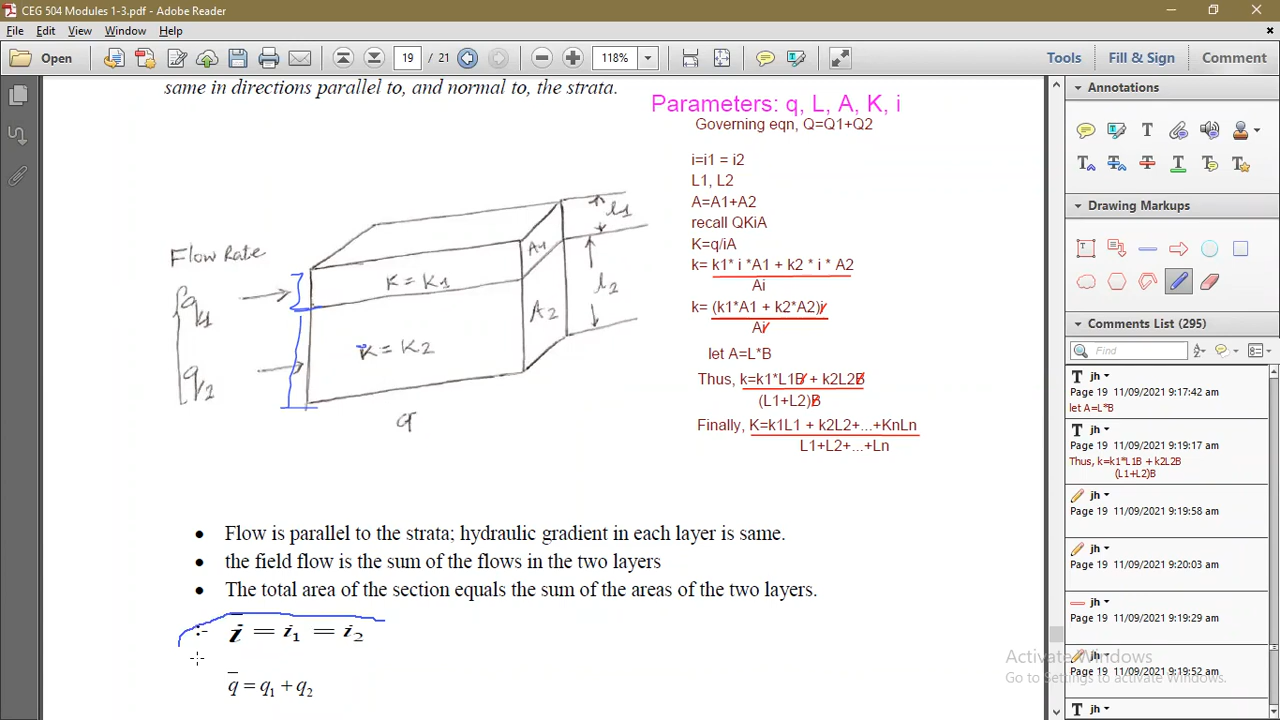 CEG 504 Modules 1-3.pdf - Adobe Reader
File Edit View Window Help
Open 19 / 21 118% Tools Fill & Sign Comment
same in directions parallel to, and normal to, the strata.
Parameters: q, L, A, K, i
Governing eqn, Q=Q1+Q2
i=i1 = i2
L1, L2
A=A1+A2
recall QKiA
K=q/iA
k= k1* i *A1 + k2 * i * A2
Ai
k= (k1*A1 + k2*A2)i
Ai
let A=L*B
Thus, k=k1*L1B + k2L2B
(L1+L2)B
Finally, K=k1L1 + k2L2+...+KnLn
L1+L2+...+Ln
Flow Rate
q1
q2
K = K1
K = K2
A1
A2
l1
l2
q
• Flow is parallel to the strata; hydraulic gradient in each layer is same.
• the field flow is the sum of the flows in the two layers
• The total area of the section equals the sum of the areas of the two layers.
:- i = i1 = i2
q = q1 + q2
Annotations
Drawing Markups
Comments List (295)
Find
jh
Page 19 11/09/2021 9:17:42 am
let A=L*B
jh
Page 19 11/09/2021 9:19:17 am
Thus, k=k1*L1B + k2L2B
(L1+L2)B
jh
Page 19 11/09/2021 9:19:58 am
jh
Page 19 11/09/2021 9:20:03 am
jh
Page 19 11/09/2021 9:19:29 am
jh
Page 19 11/09/2021 9:19:52 am
jh
Activate Windows
Go to Settings to activate Windows.